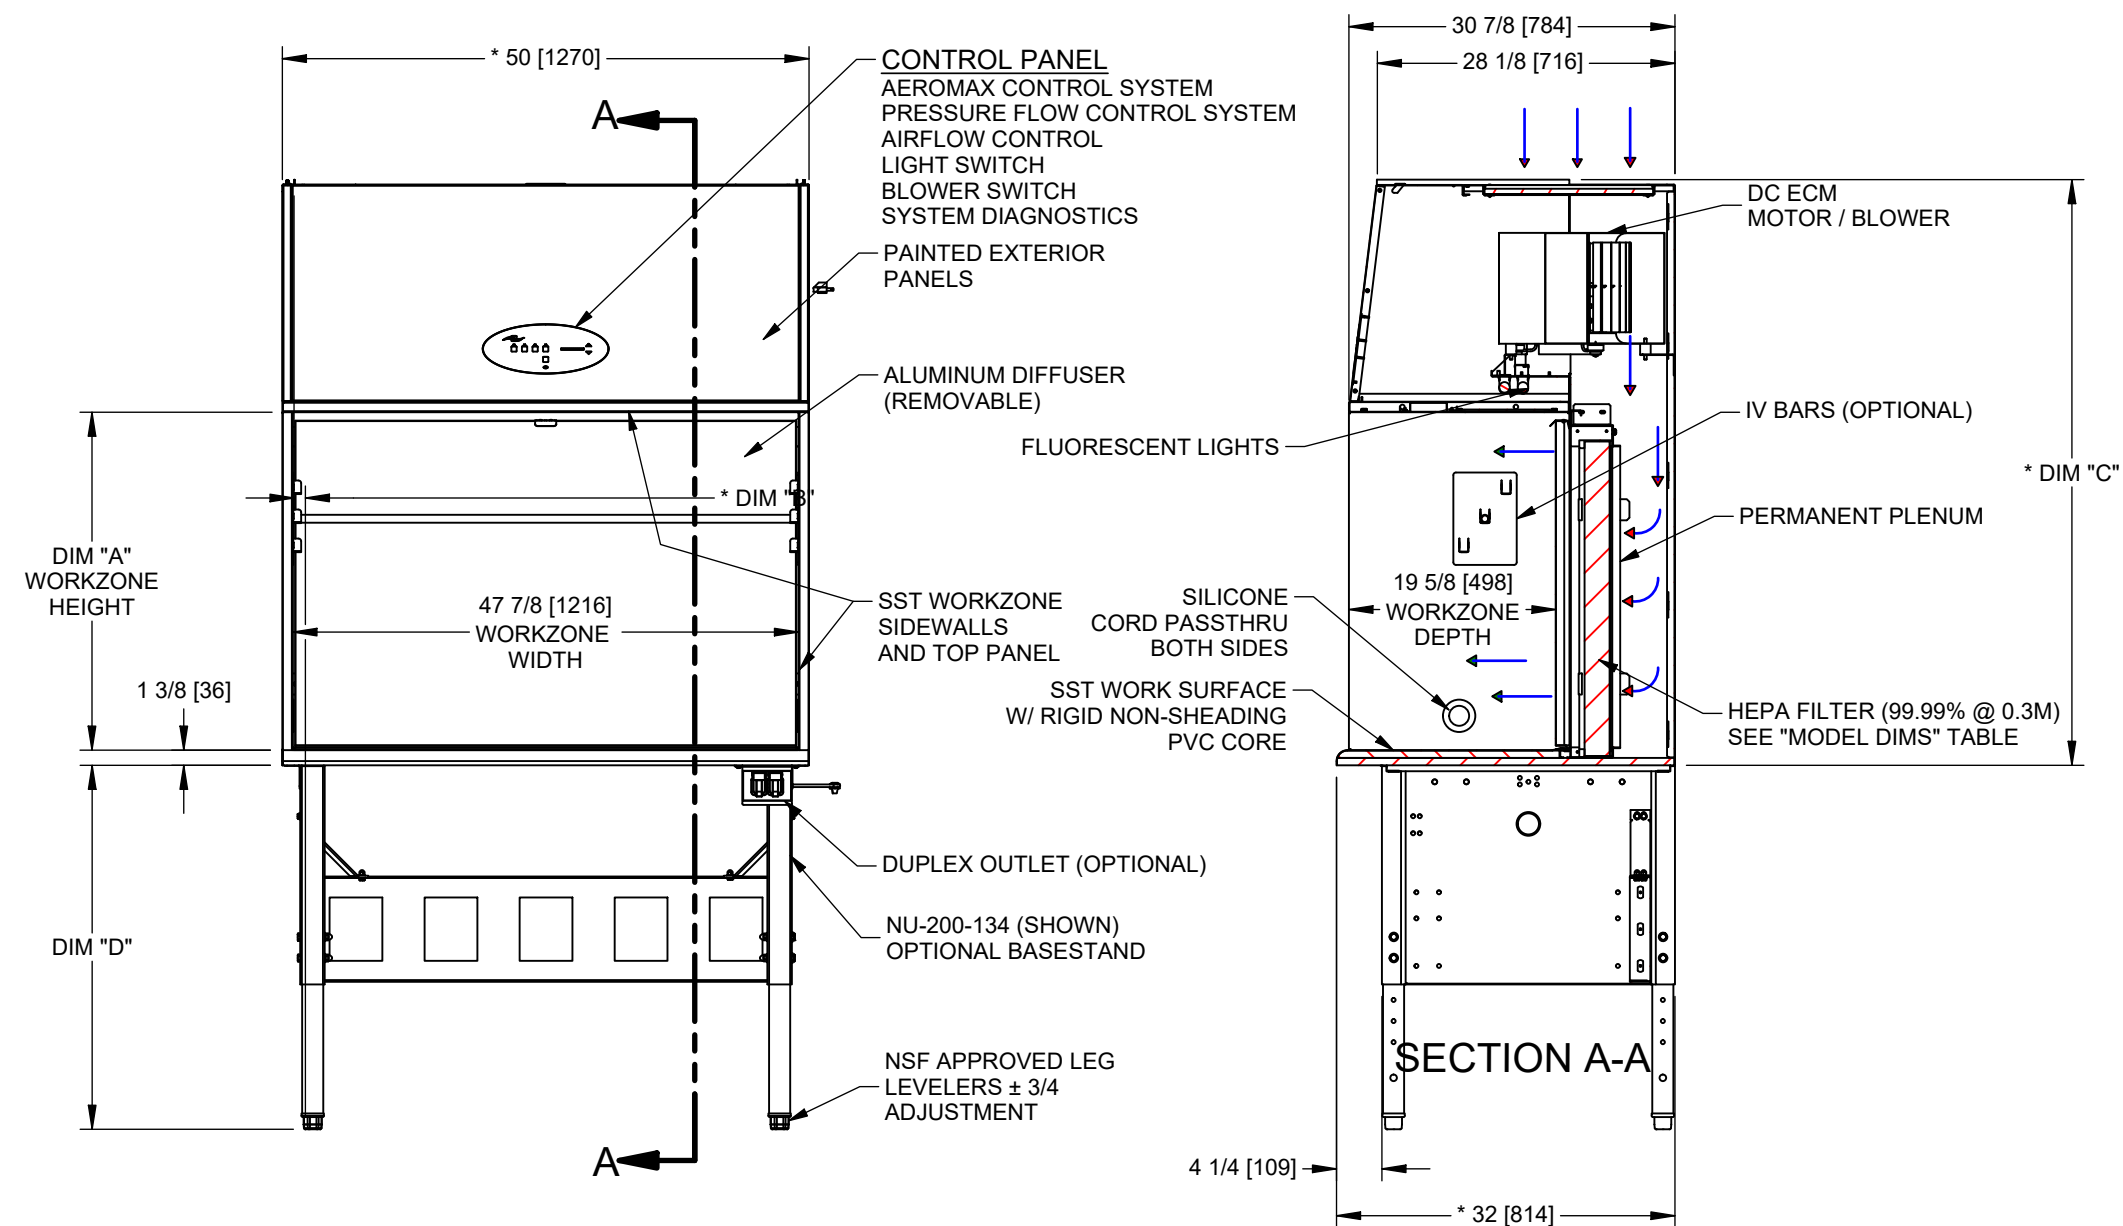 * 50 [1270]
A
CONTROL PANEL
AEROMAX CONTROL SYSTEM
PRESSURE FLOW CONTROL SYSTEM
AIRFLOW CONTROL
LIGHT SWITCH
BLOWER SWITCH
SYSTEM DIAGNOSTICS
PAINTED EXTERIOR
PANELS
ALUMINUM DIFFUSER
(REMOVABLE)
* DIM "B"
DIM "A"
WORKZONE
HEIGHT
47 7/8 [1216]
WORKZONE
WIDTH
SST WORKZONE
SIDEWALLS
AND TOP PANEL
1 3/8 [36]
DUPLEX OUTLET (OPTIONAL)
NU-200-134 (SHOWN)
OPTIONAL BASESTAND
DIM "D"
NSF APPROVED LEG
LEVELERS ± 3/4
ADJUSTMENT
A
30 7/8 [784]
28 1/8 [716]
DC ECM
MOTOR / BLOWER
FLUORESCENT LIGHTS
IV BARS (OPTIONAL)
* DIM "C"
PERMANENT PLENUM
19 5/8 [498]
WORKZONE
DEPTH
SILICONE
CORD PASSTHRU
BOTH SIDES
SST WORK SURFACE
W/ RIGID NON-SHEADING
PVC CORE
HEPA FILTER (99.99% @ 0.3M)
SEE "MODEL DIMS" TABLE
SECTION A-A
4 1/4 [109]
* 32 [814]